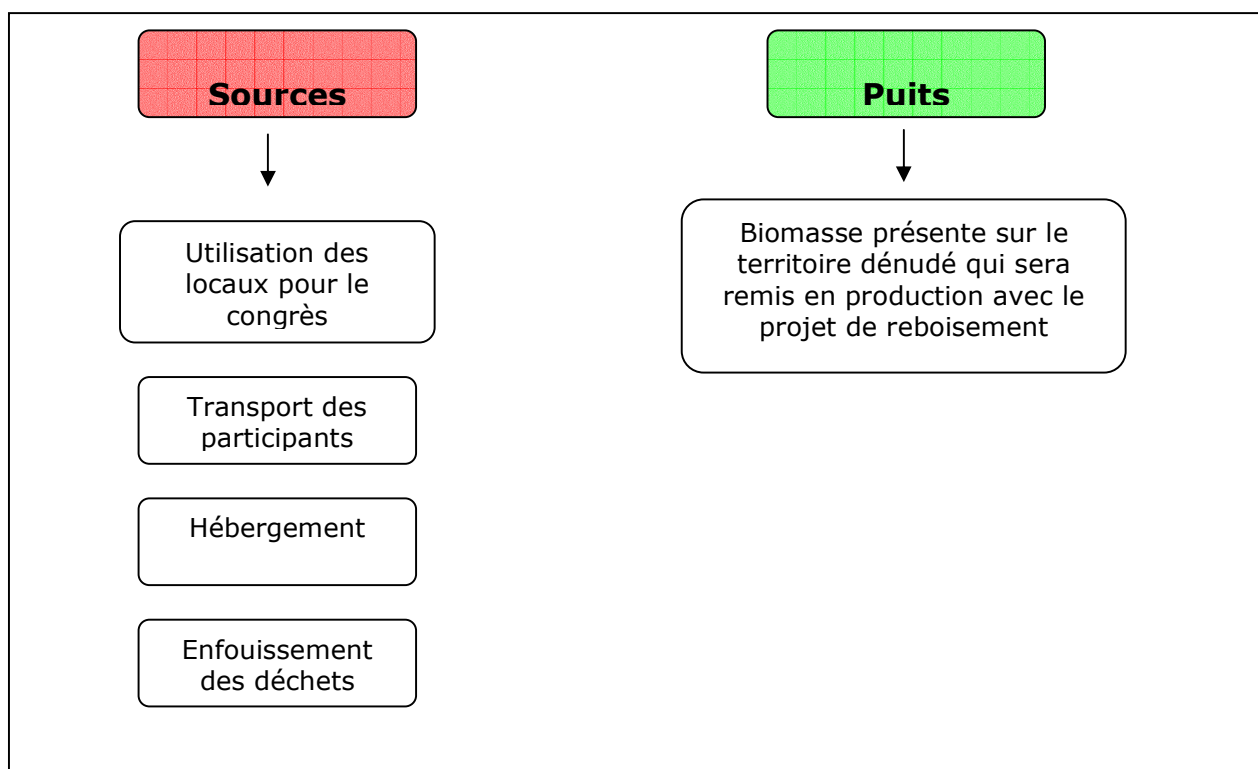 Sources
Utilisation des
locaux pour le
congrès
Transport des
participants
Hébergement
Enfouissement
des déchets
Puits
Biomasse présente sur le
territoire dénudé qui sera
remis en production avec le
projet de reboisement